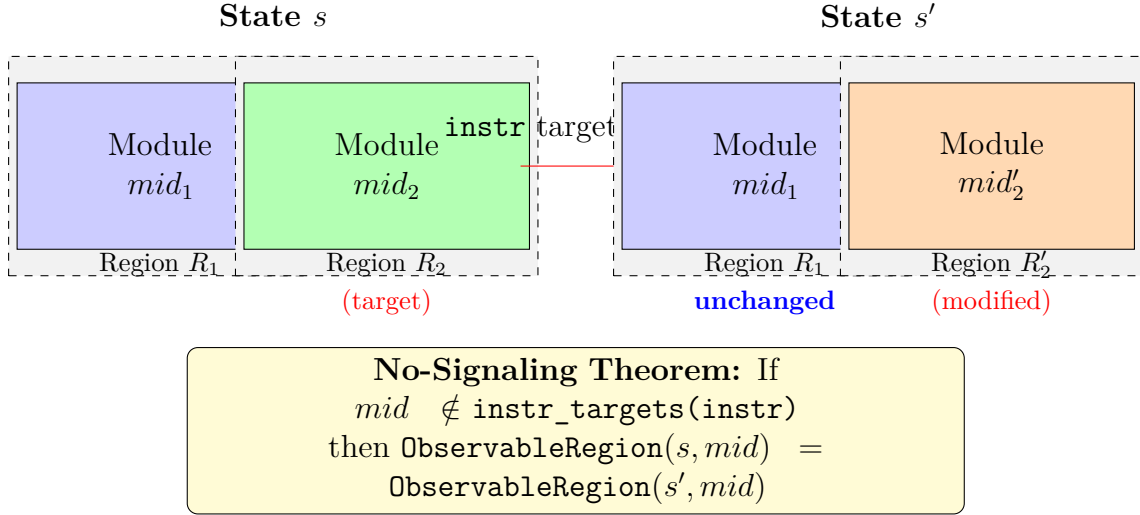 State s
State s′
Module
mid₁
Module
mid₂
instr target
Module
mid₁
Module
mid′₂
Region R₁
Region R₂
Region R₁
Region R′₂
(target)
unchanged
(modified)
No-Signaling Theorem: If
mid ∉ instr_targets(instr)
then ObservableRegion(s, mid) =
ObservableRegion(s′, mid)